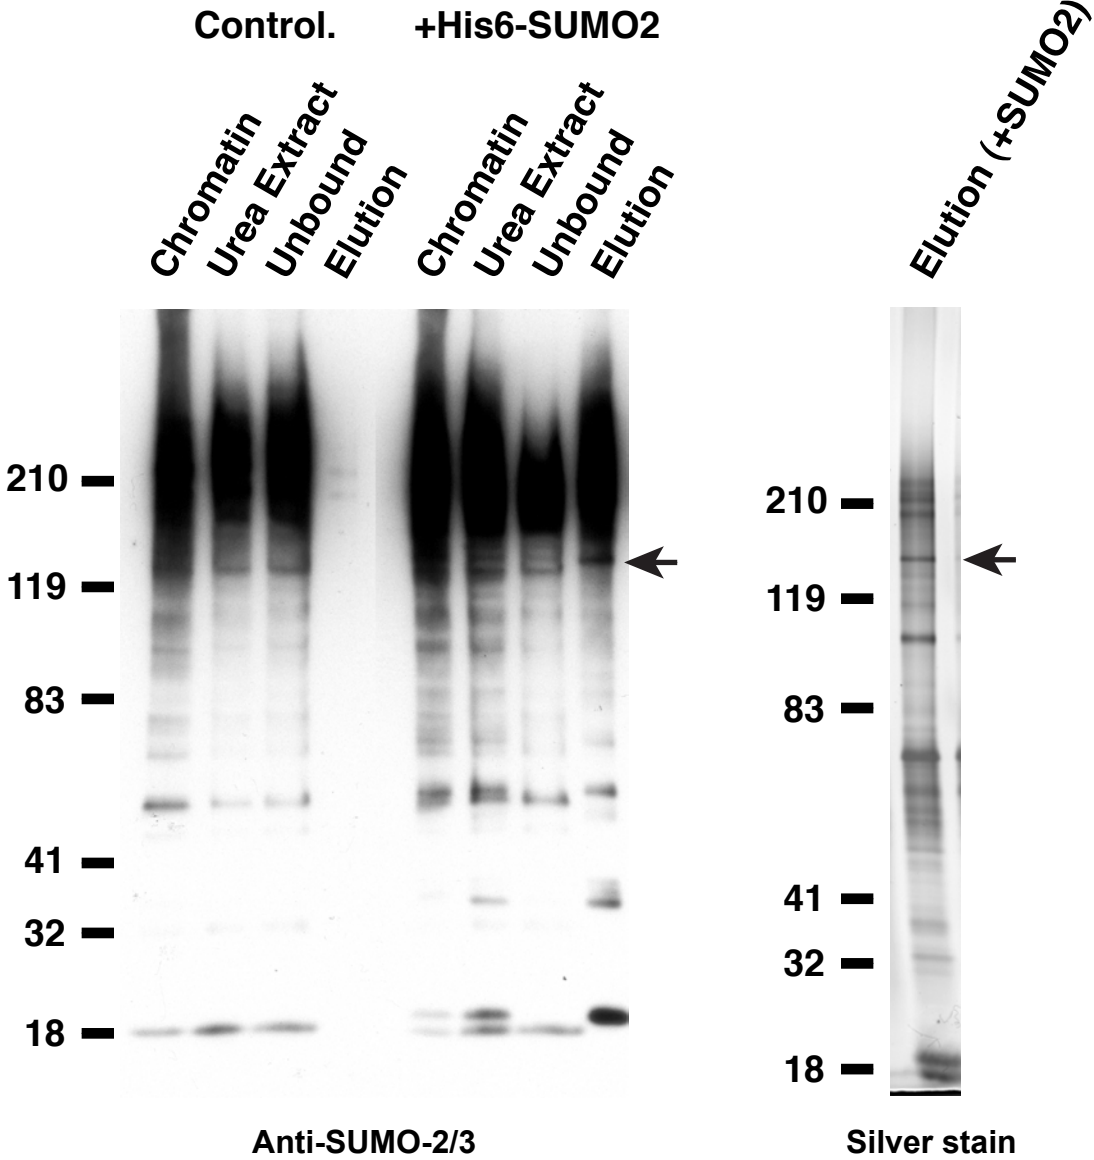 Control. +His6-SUMO2
Chromatin
Urea Extract
Unbound
Elution
Chromatin
Urea Extract
Unbound
Elution
Elution (+SUMO2)
210
119
83
41
32
18
210
119
83
41
32
18
Anti-SUMO-2/3
Silver stain